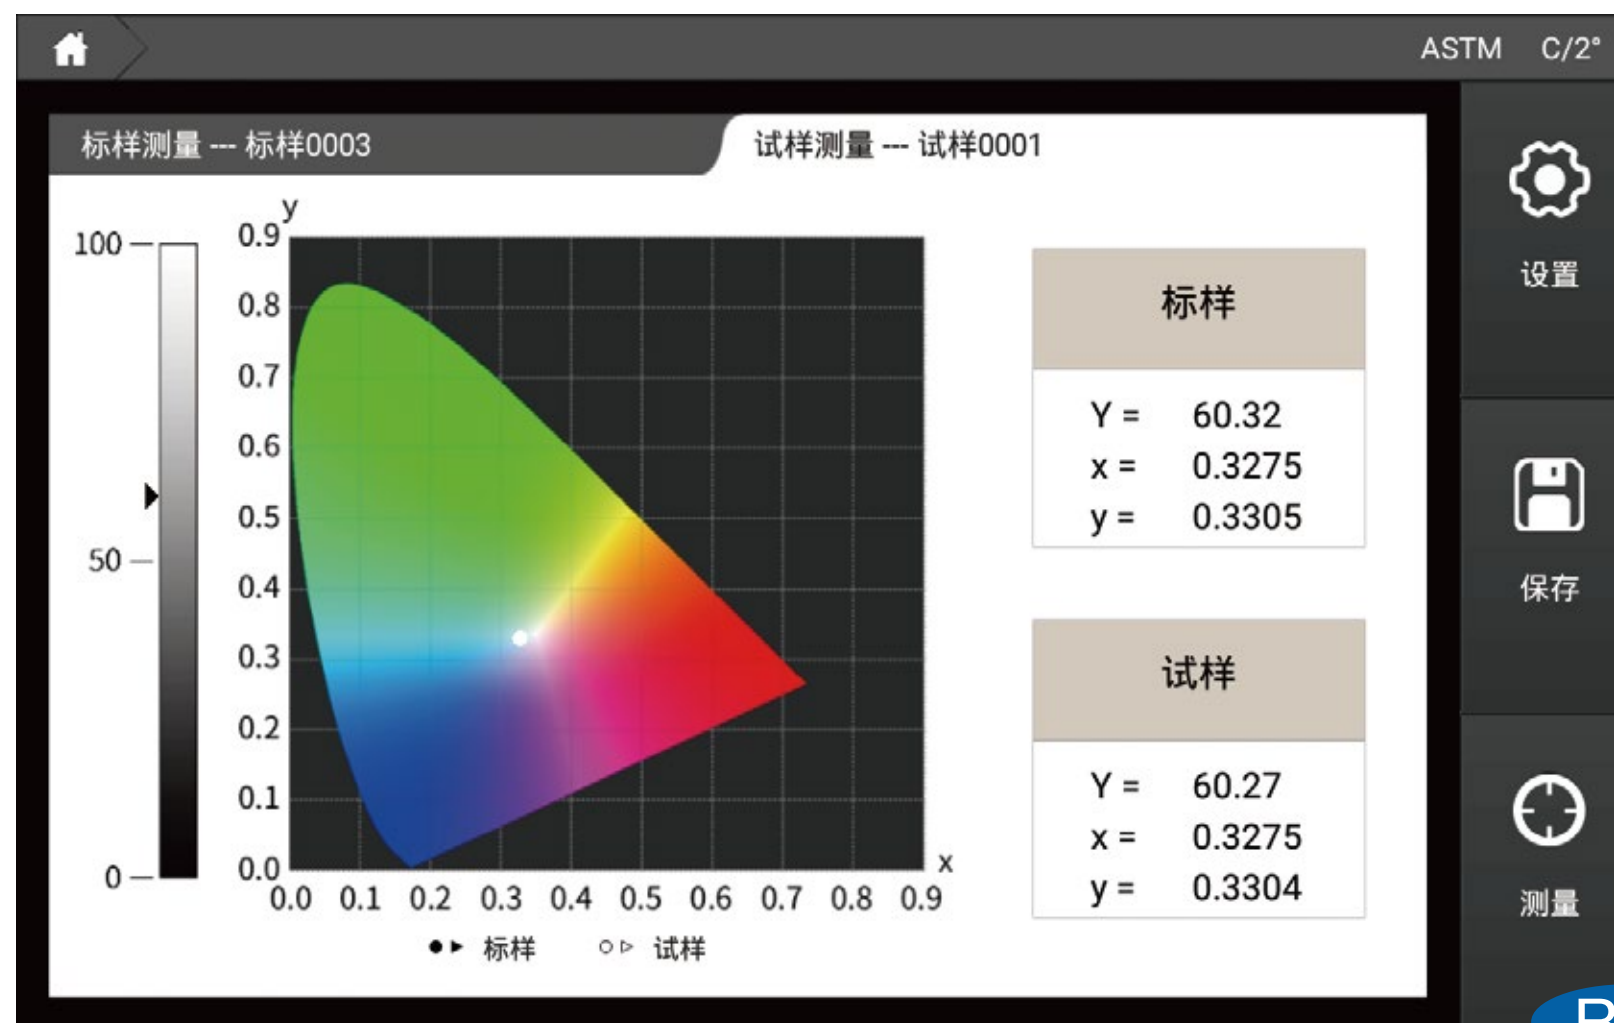 ASTM C/2°
标样测量 --- 标样0003
试样测量 --- 试样0001
设置
保存
测量
y
100
50
0
0.9
0.8
0.7
0.6
0.5
0.4
0.3
0.2
0.1
0.0
0.0 0.1 0.2 0.3 0.4 0.5 0.6 0.7 0.8 0.9
x
标样 试样
标样
Y = 60.32
x = 0.3275
y = 0.3305
试样
Y = 60.27
x = 0.3275
y = 0.3304